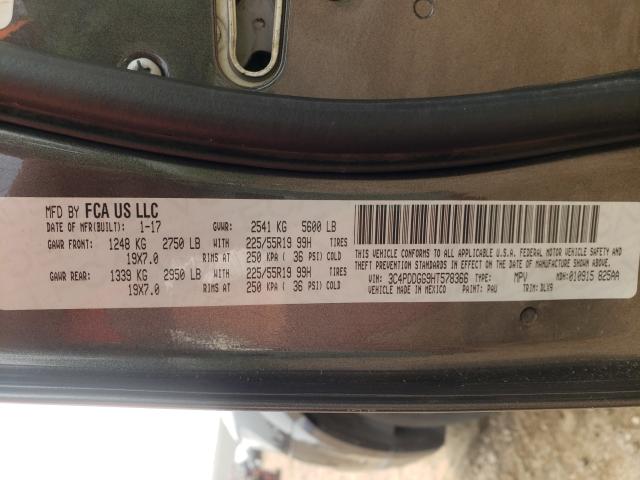 MFD BY FCA US LLC
DATE OF MFR(BUILT): 1-17 GVWR: 2541 KG 5600 LB
GAWR FRONT: 1248 KG 2750 LB WITH 225/55R19 99H TIRES
19X7.0 RIMS AT 250 KPA ( 36 PSI) COLD
GAWR REAR: 1339 KG 2950 LB WITH 225/55R19 99H TIRES
19X7.0 RIMS AT 250 KPA ( 36 PSI) COLD
THIS VEHICLE CONFORMS TO ALL APPLICABLE U.S.A. FEDERAL MOTOR VEHICLE SAFETY AND
THEFT PREVENTION STANDARDS IN EFFECT ON THE DATE OF MANUFACTURE SHOWN ABOVE.
VIN: 3C4PDDGG9HT578366 TYPE: MPV MDH: 010915 825AA
VEHICLE MADE IN MEXICO PAINT: PAU TRIM: DLX9